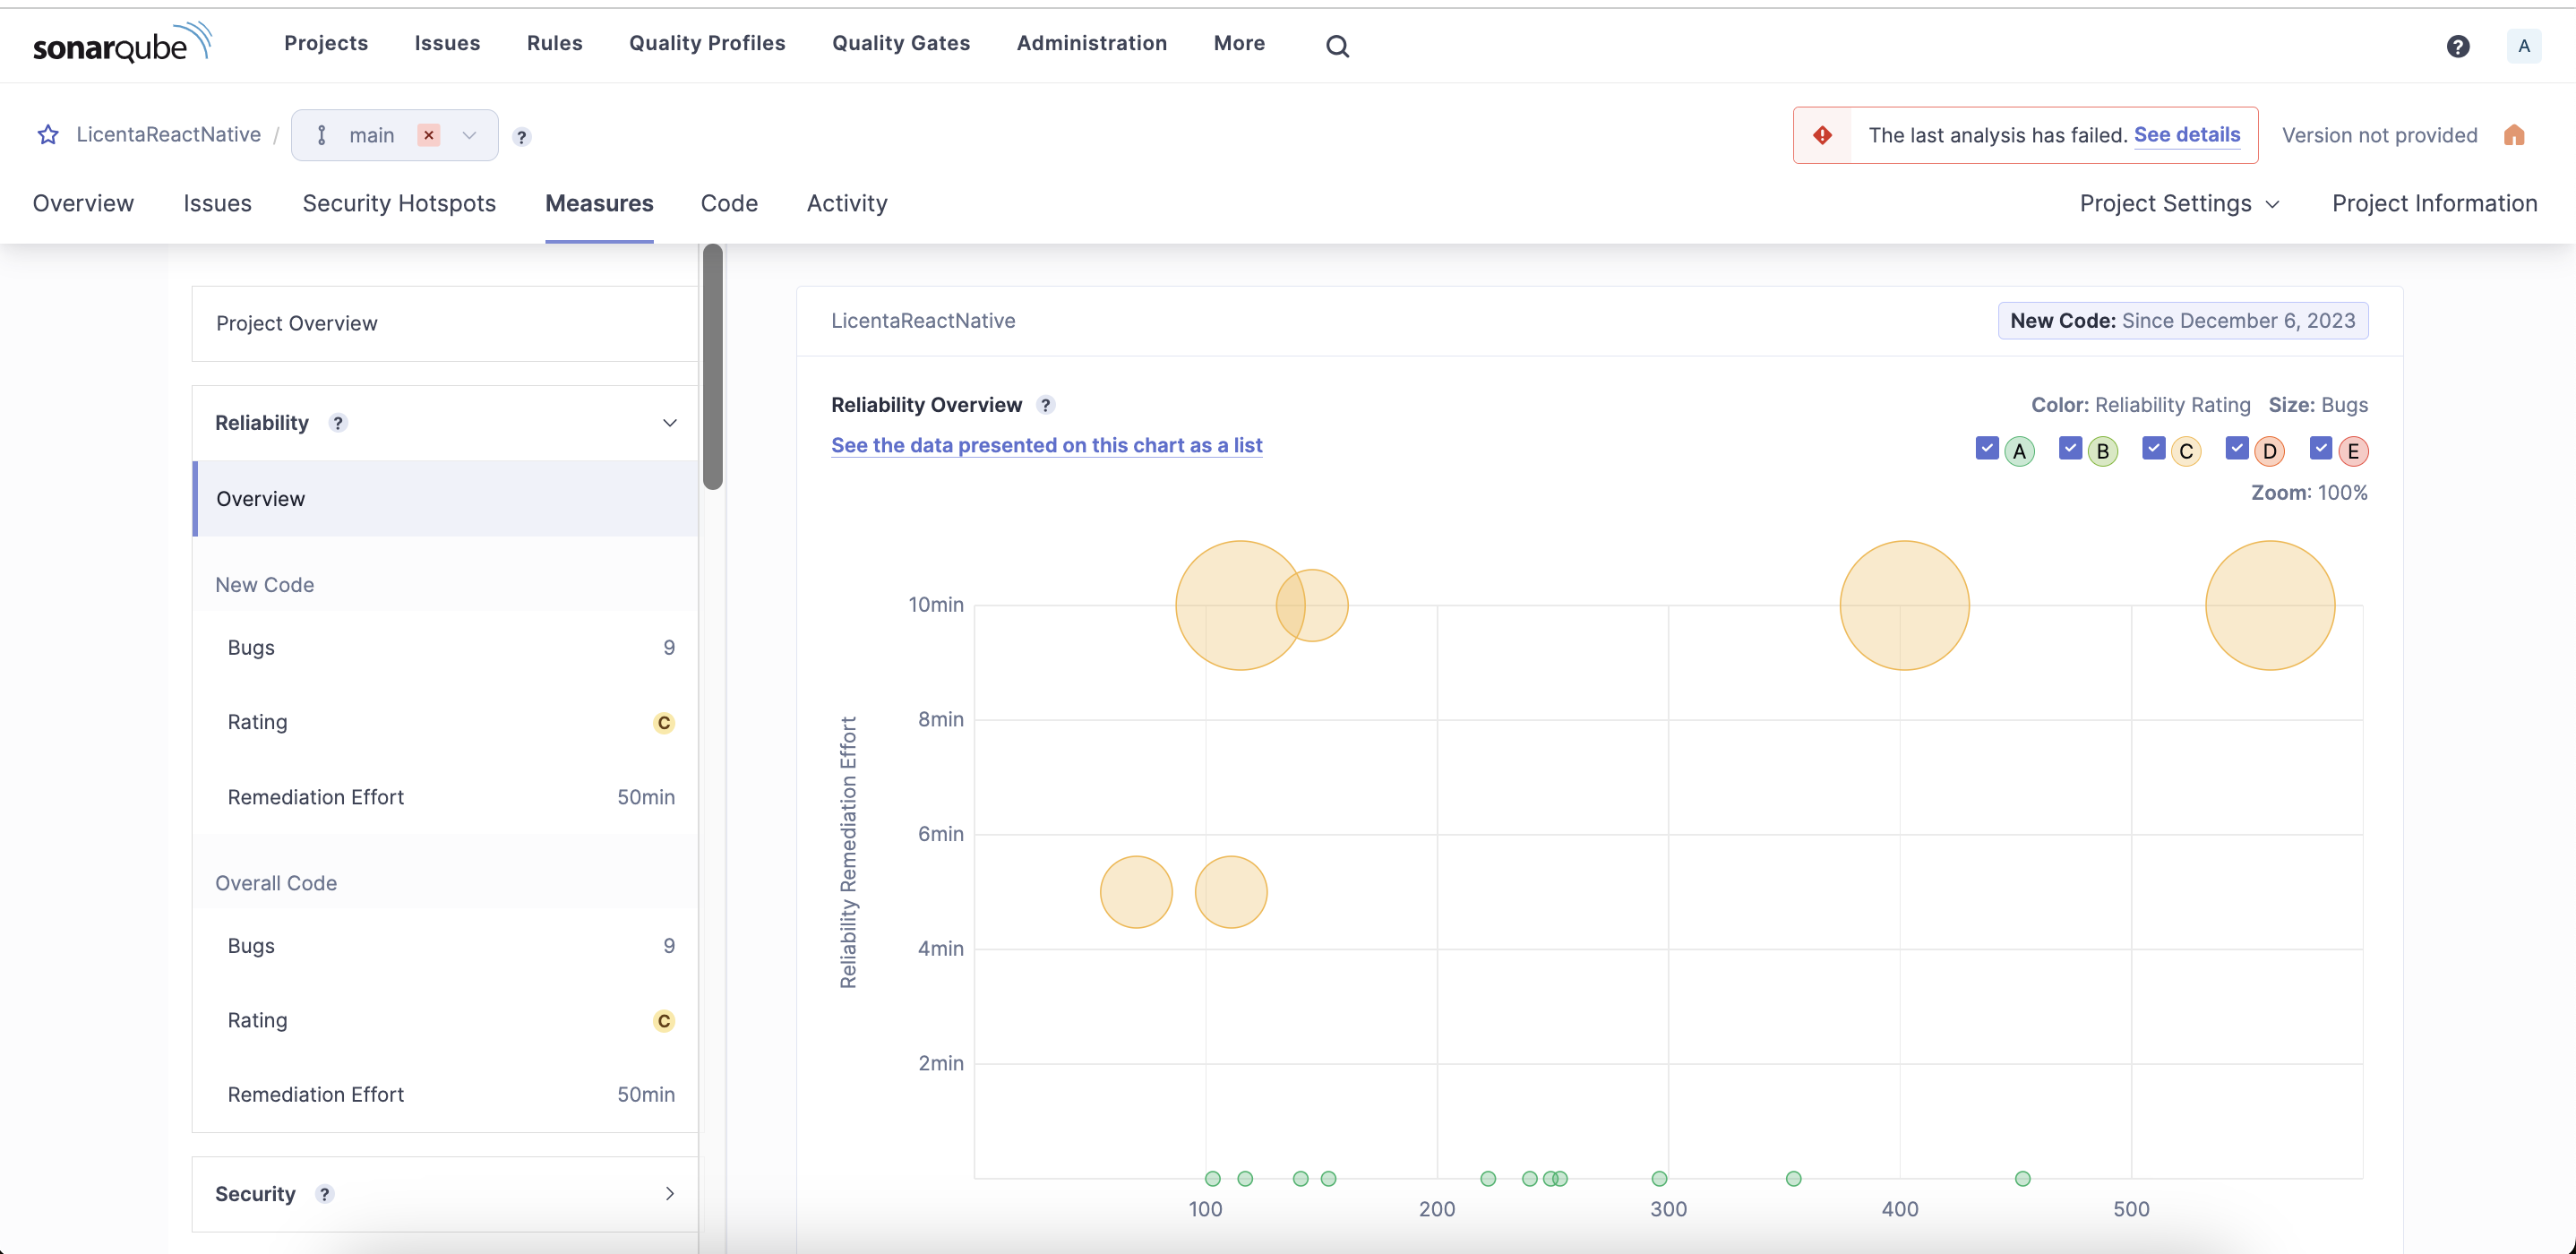 sonarqube Projects Issues Rules Quality Profiles Quality Gates Administration More ? A
LicentaReactNative / main ? The last analysis has failed. See details Version not provided
Overview Issues Security Hotspots Measures Code Activity Project Settings Project Information
Project Overview
Reliability ?
Overview
New Code
Bugs 9
Rating C
Remediation Effort 50min
Overall Code
Bugs 9
Rating C
Remediation Effort 50min
Security ?
LicentaReactNative New Code: Since December 6, 2023
Reliability Overview ? Color: Reliability Rating Size: Bugs
See the data presented on this chart as a list A B C D E
Zoom: 100%
Reliability Remediation Effort
10min
8min
6min
4min
2min
100 200 300 400 500